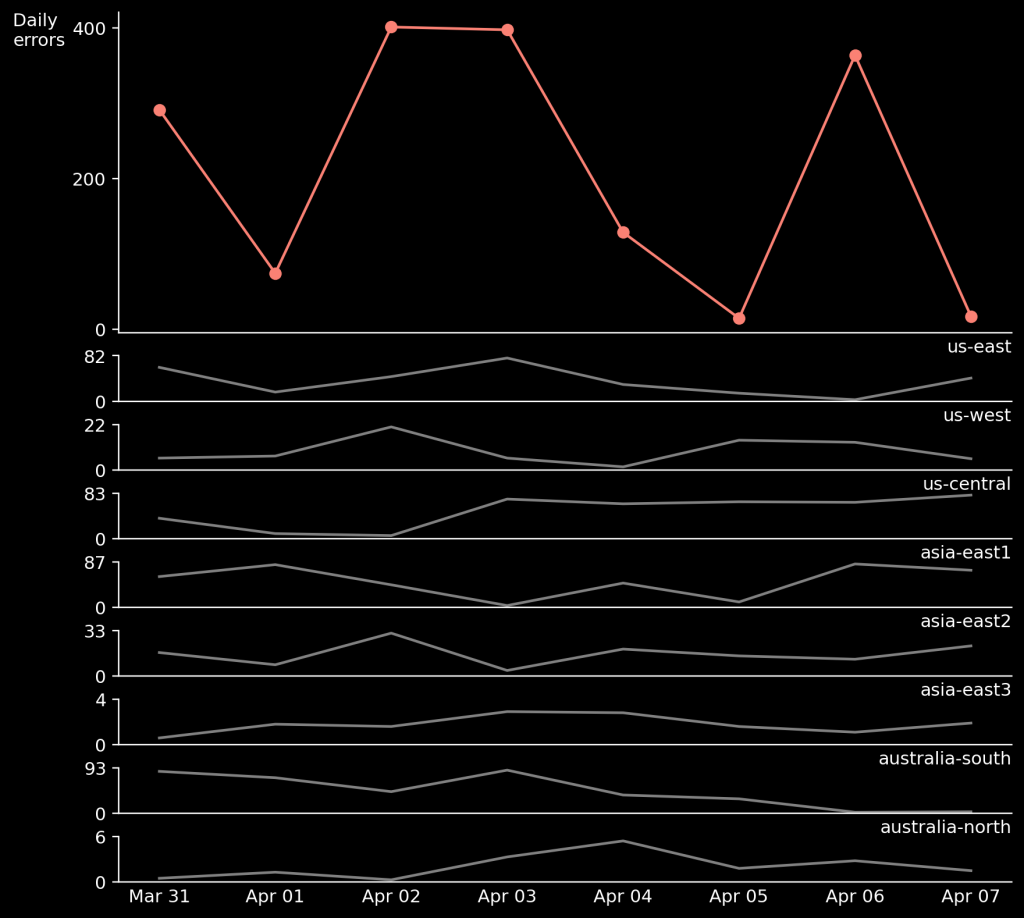 Daily
errors
400
200
0
us-east
82
0
us-west
22
0
us-central
83
0
asia-east1
87
0
asia-east2
33
0
asia-east3
4
0
australia-south
93
0
australia-north
6
0
Mar 31 Apr 01 Apr 02 Apr 03 Apr 04 Apr 05 Apr 06 Apr 07